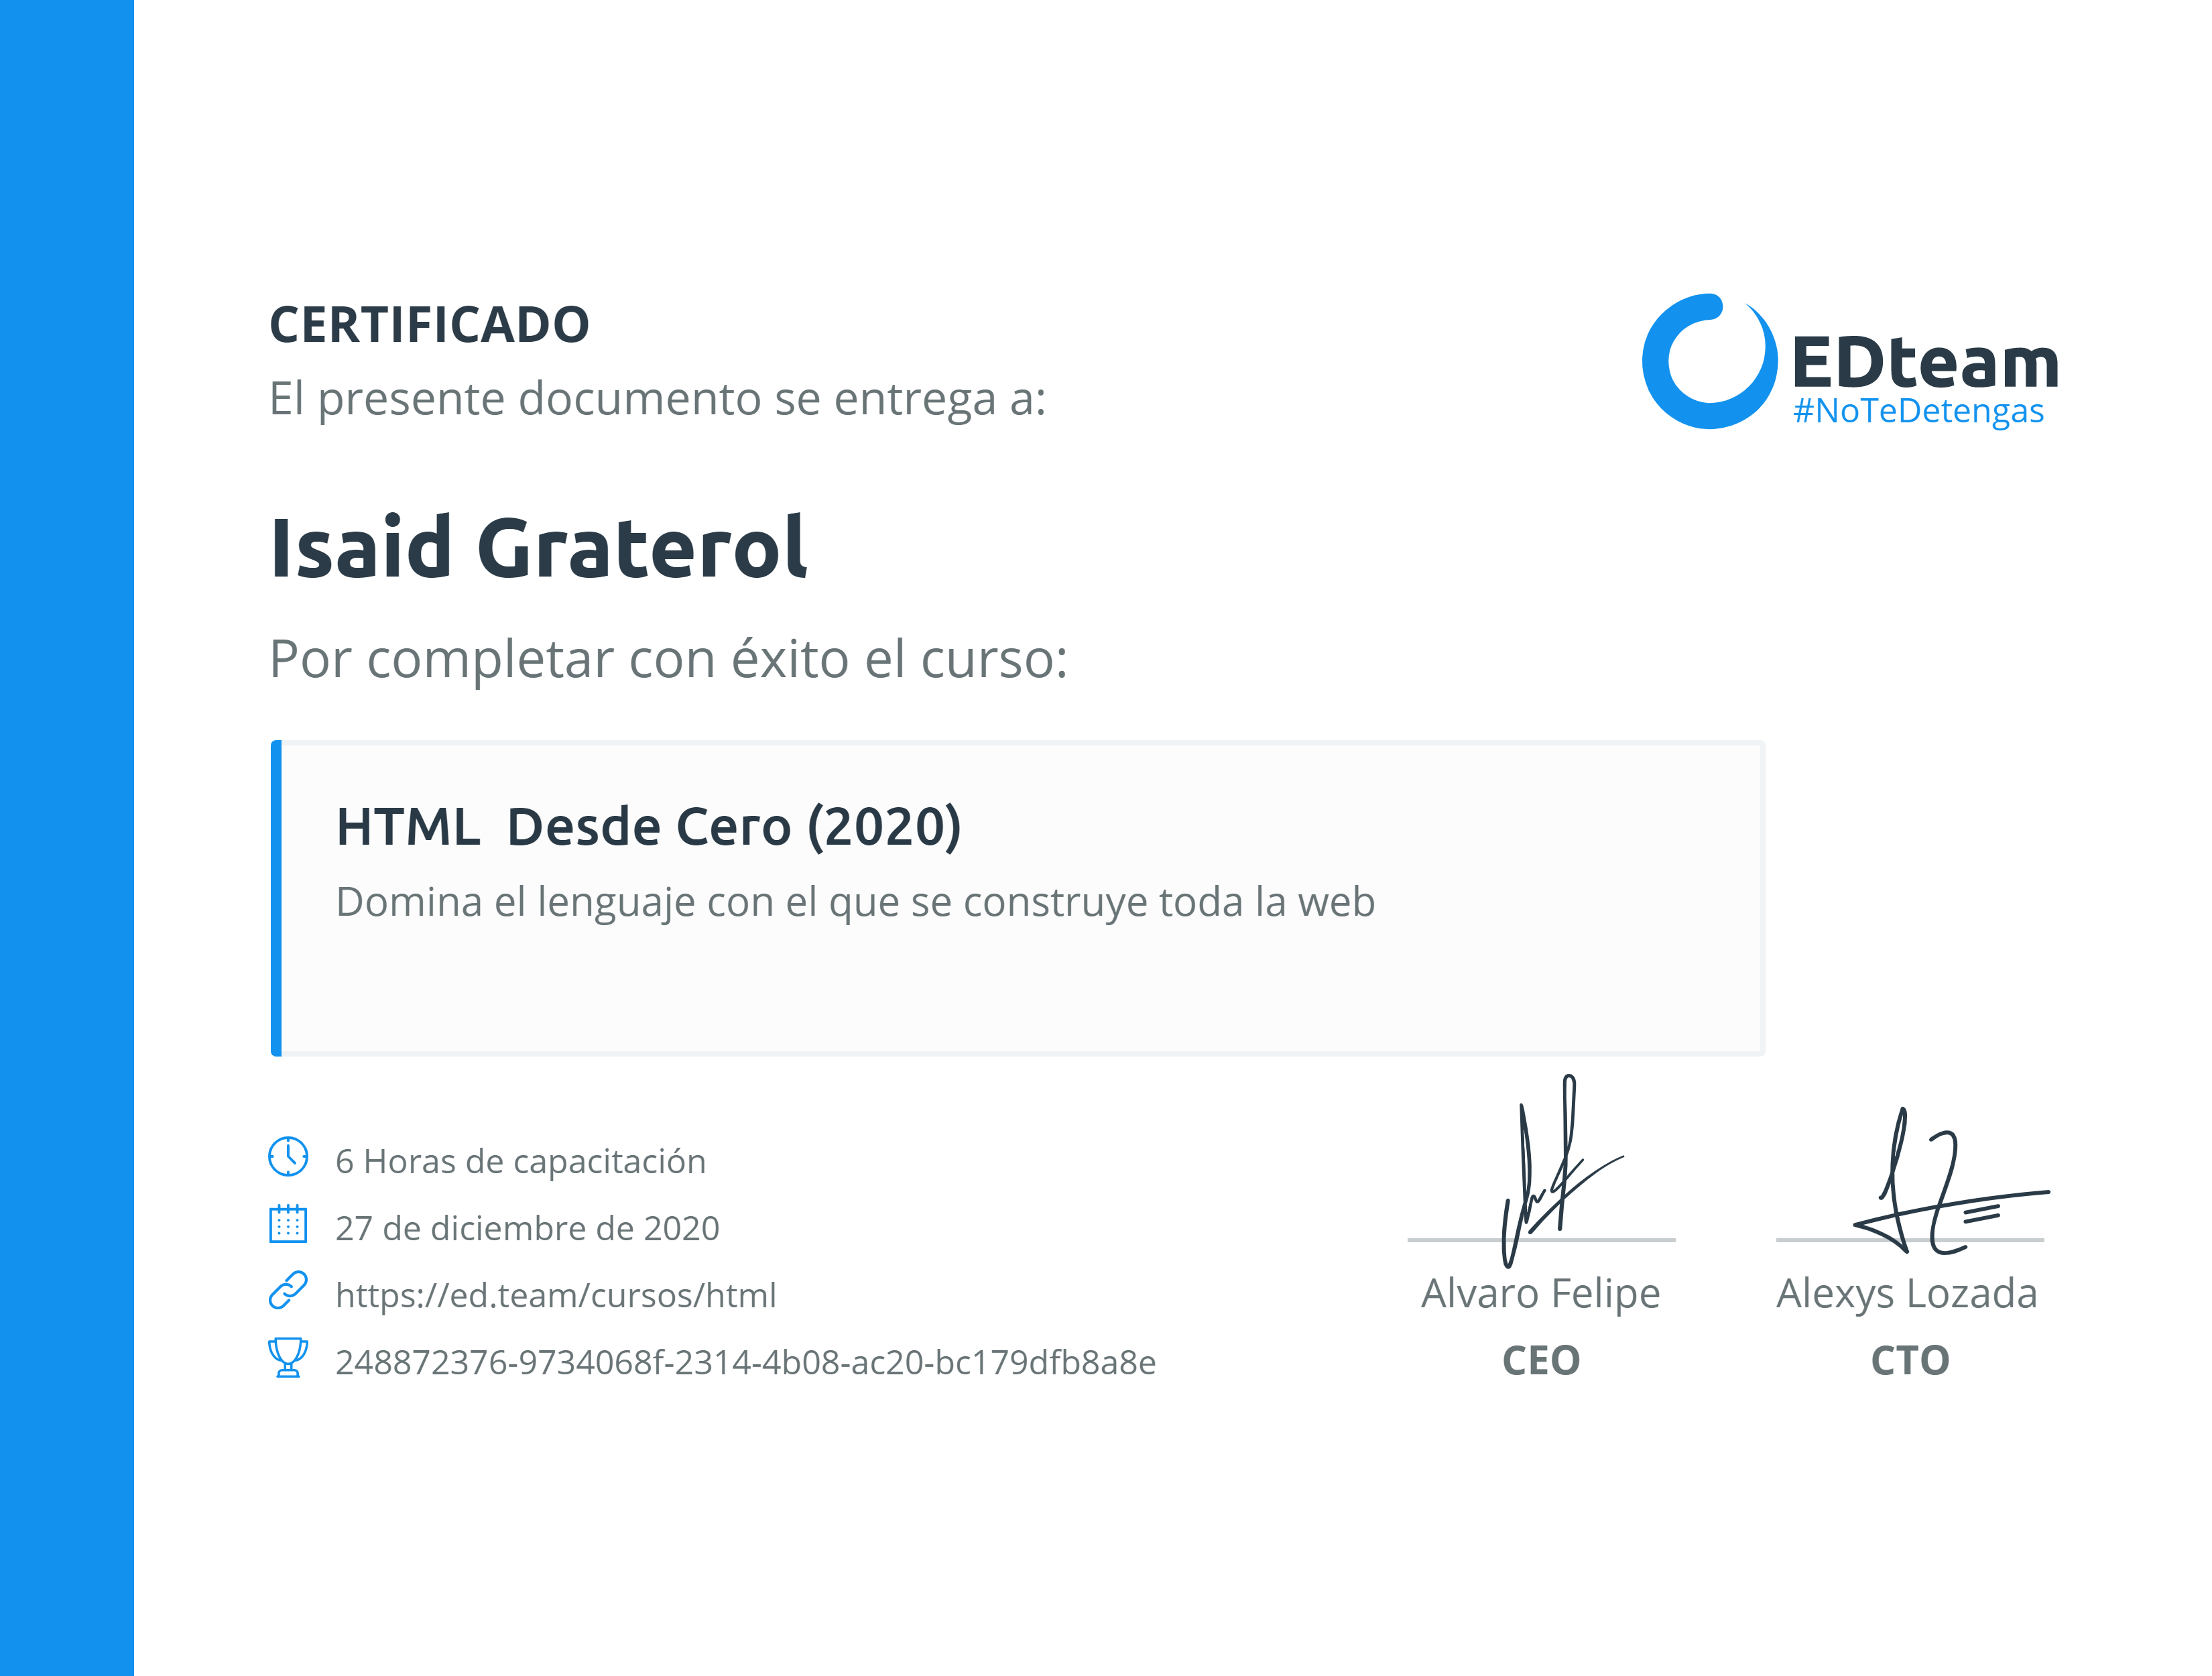 CERTIFICADO
El presente documento se entrega a:
EDteam
#NoTeDetengas
Isaid Graterol
Por completar con éxito el curso:
HTML  Desde Cero (2020)
Domina el lenguaje con el que se construye toda la web
6 Horas de capacitación
27 de diciembre de 2020
https://ed.team/cursos/html
248872376-9734068f-2314-4b08-ac20-bc179dfb8a8e
Alvaro Felipe
CEO
Alexys Lozada
CTO